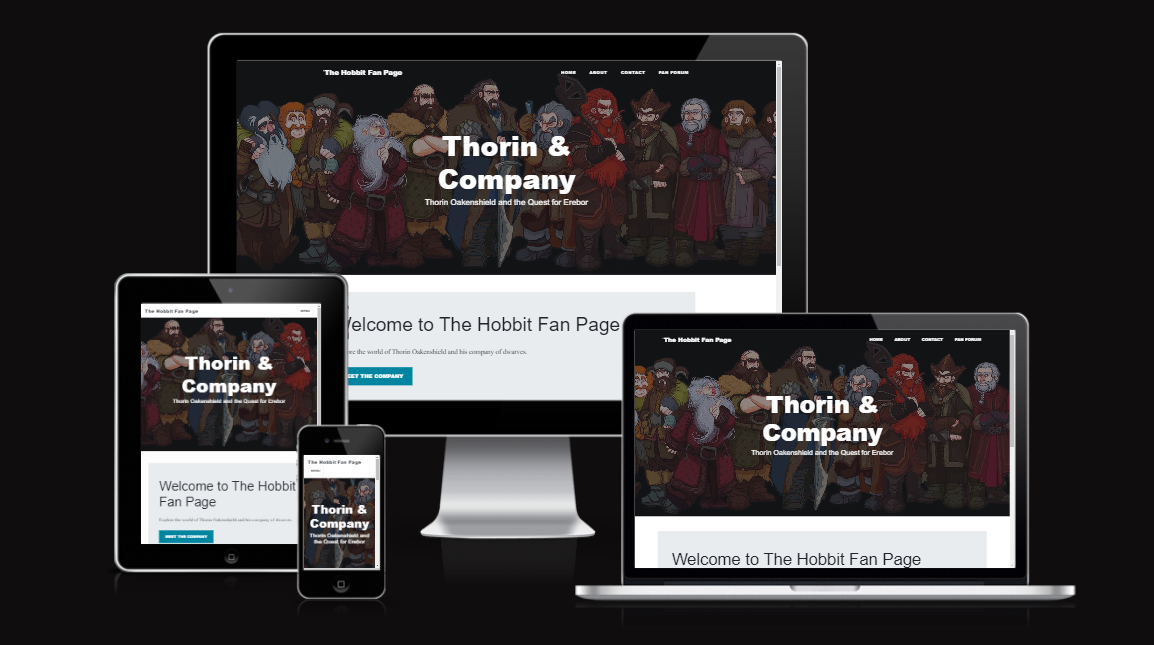 The Hobbit Fan Page
HOME ABOUT CONTACT FAN FORUM
Thorin &
Company
Thorin Oakenshield and the Quest for Erebor
Welcome to The Hobbit Fan Page
ore the world of Thorin Oakenshield and his company of dwarves.
EET THE COMPANY
The Hobbit Fan Page
MENU
Thorin &
Company
Thorin Oakenshield and the Quest for Erebor
Welcome to The Hobbit
Fan Page
Explore the world of Thorin Oakenshield and his company of dwarves.
MEET THE COMPANY
The Hobbit Fan Page
MENU
Thorin &
Company
Thorin Oakenshield and
the Quest for Erebor
The Hobbit Fan Page
HOME ABOUT CONTACT FAN FORUM
Thorin &
Company
Thorin Oakenshield and the Quest for Erebor
Welcome to The Hobbit Fan Page